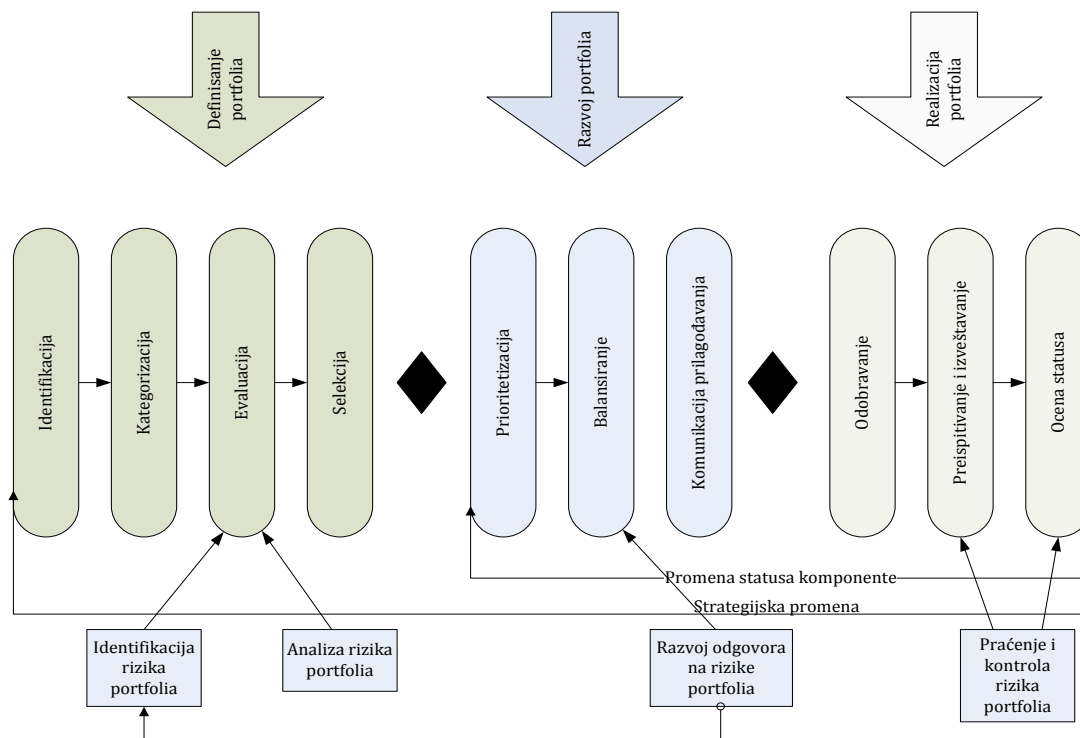 Definisanje
portfolia
Razvoj portfolia
Realizacija
portfolia
Identifikacija
Kategorizacija
Evaluacija
Selekcija
Prioritetizacija
Balansiranje
Komunikacija prilagođavanja
Odobravanje
Preispitivanje i izveštavanje
Ocena statusa
Promena statusa komponente
Strategijska promena
Identifikacija
rizika
portfolia
Analiza rizika
portfolia
Razvoj odgovora
na rizike
portfolia
Praćenje i
kontrola
rizika
portfolia